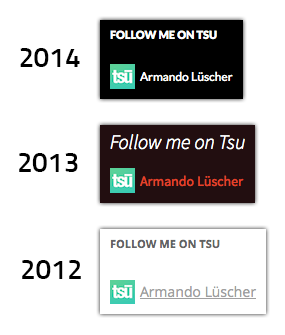 2014
FOLLOW ME ON TSU
tsū Armando Lüscher
2013
Follow me on Tsu
tsū Armando Lüscher
2012
FOLLOW ME ON TSU
tsū Armando Lüscher